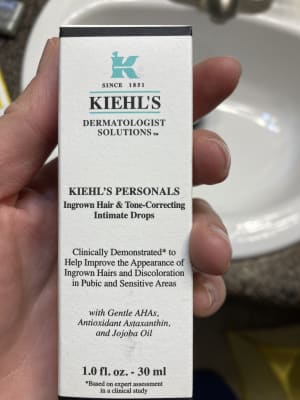 K
SINCE 1851
KIEHL'S
DERMATOLOGIST
SOLUTIONS™
KIEHL'S PERSONALS
Ingrown Hair & Tone-Correcting
Intimate Drops
Clinically Demonstrated* to
Help Improve the Appearance of
Ingrown Hairs and Discoloration
in Pubic and Sensitive Areas
with Gentle AHAs,
Antioxidant Astaxanthin,
and Jojoba Oil
1.0 fl. oz. - 30 ml
*Based on expert assessment
in a clinical study